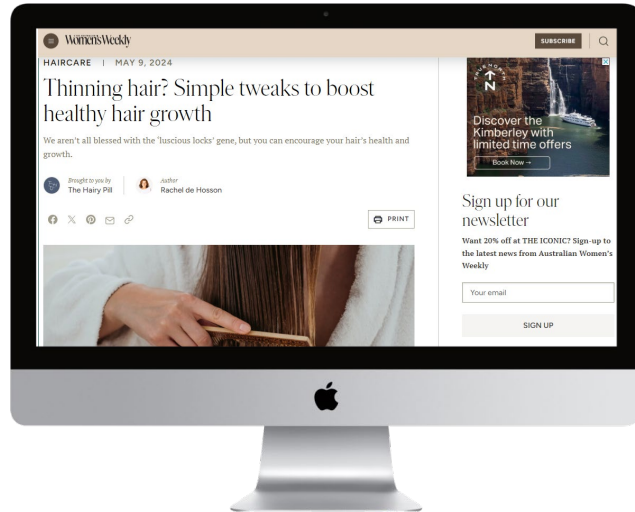 Women's Weekly
SUBSCRIBE
HAIRCARE | MAY 9, 2024
Thinning hair? Simple tweaks to boost
healthy hair growth
We aren't all blessed with the 'luscious locks' gene, but you can encourage your hair's health and
growth.
Brought to you by
The Hairy Pill
Author
Rachel de Hosson
PRINT
TRUE NORTH
N
Discover the
Kimberley with
limited time offers
Book Now →
Sign up for our
newsletter
Want 20% off at THE ICONIC? Sign-up to
the latest news from Australian Women's
Weekly
Your email
SIGN UP